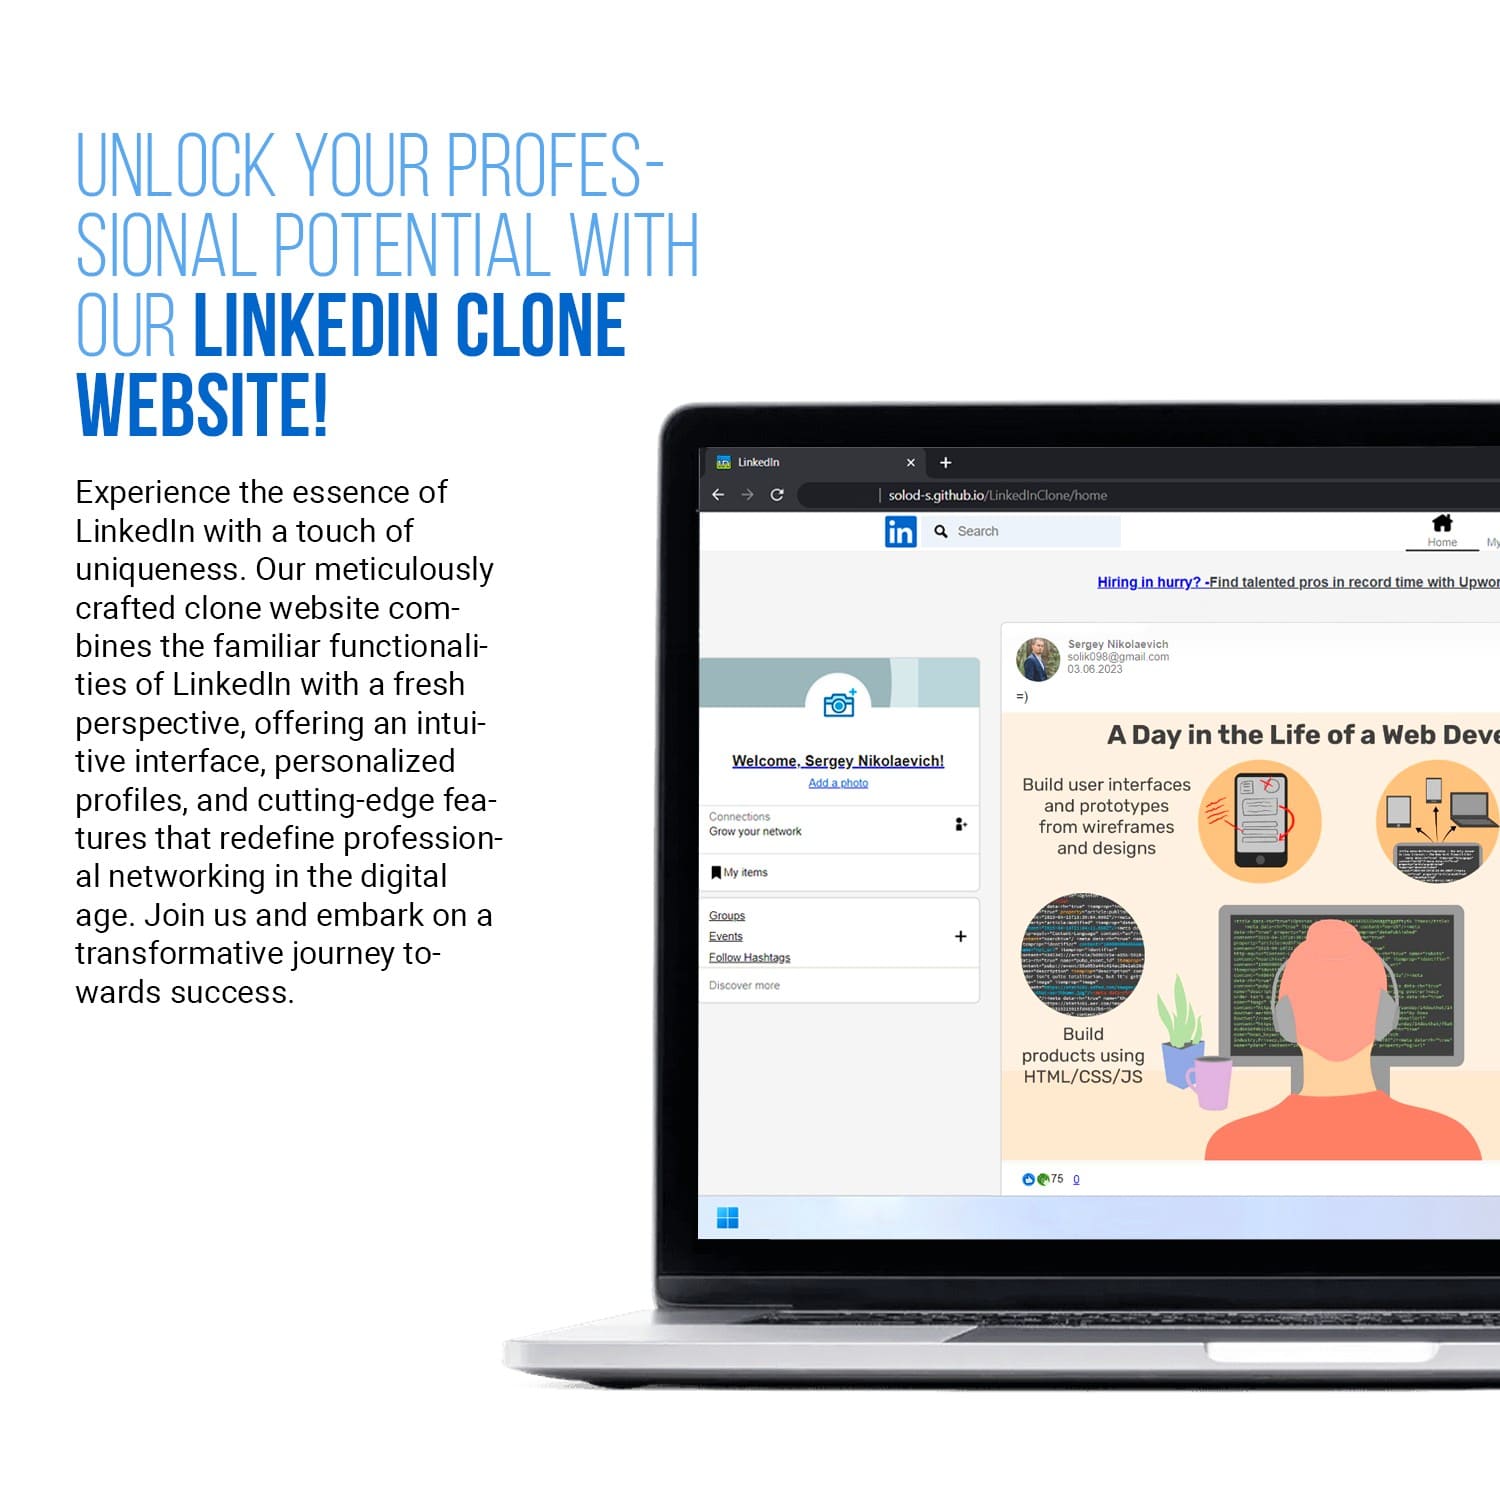 UNLOCK YOUR PROFES-
SIONAL POTENTIAL WITH
OUR LINKEDIN CLONE
WEBSITE!
Experience the essence of
LinkedIn with a touch of
uniqueness. Our meticulously
crafted clone website com-
bines the familiar functionali-
ties of LinkedIn with a fresh
perspective, offering an intui-
tive interface, personalized
profiles, and cutting-edge fea-
tures that redefine profession-
al networking in the digital
age. Join us and embark on a
transformative journey to-
wards success.
LinkedIn
solod-s.github.io/LinkedInClone/home
in
Search
Home
My
Hiring in hurry? -Find talented pros in record time with Upwor
Welcome, Sergey Nikolaevich!
Add a photo
Connections
Grow your network
My items
Groups
Events
Follow Hashtags
Discover more
Sergey Nikolaevich
solik098@gmail.com
03.06.2023
=)
A Day in the Life of a Web Deve
Build user interfaces
and prototypes
from wireframes
and designs
Build
products using
HTML/CSS/JS
75 0